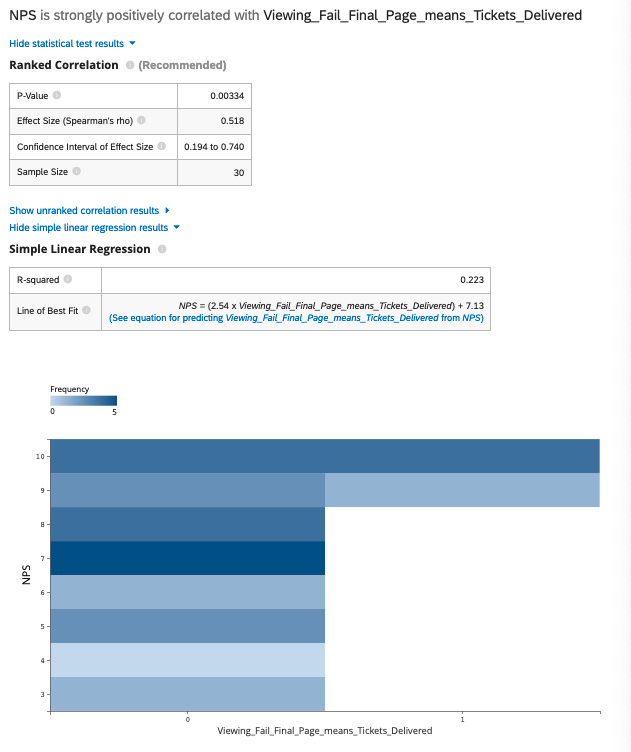 NPS is strongly positively correlated with Viewing_Fail_Final_Page_means_Tickets_Delivered
Hide statistical test results
Ranked Correlation (Recommended)
P-Value 0.00334
Effect Size (Spearman's rho) 0.518
Confidence Interval of Effect Size 0.194 to 0.740
Sample Size 30
Show unranked correlation results
Hide simple linear regression results
Simple Linear Regression
R-squared 0.223
Line of Best Fit NPS = (2.54 x Viewing_Fail_Final_Page_means_Tickets_Delivered) + 7.13
(See equation for predicting Viewing_Fail_Final_Page_means_Tickets_Delivered from NPS)
Frequency
0 5
10
9
8
7
NPS
6
5
4
3
0 1
Viewing_Fail_Final_Page_means_Tickets_Delivered